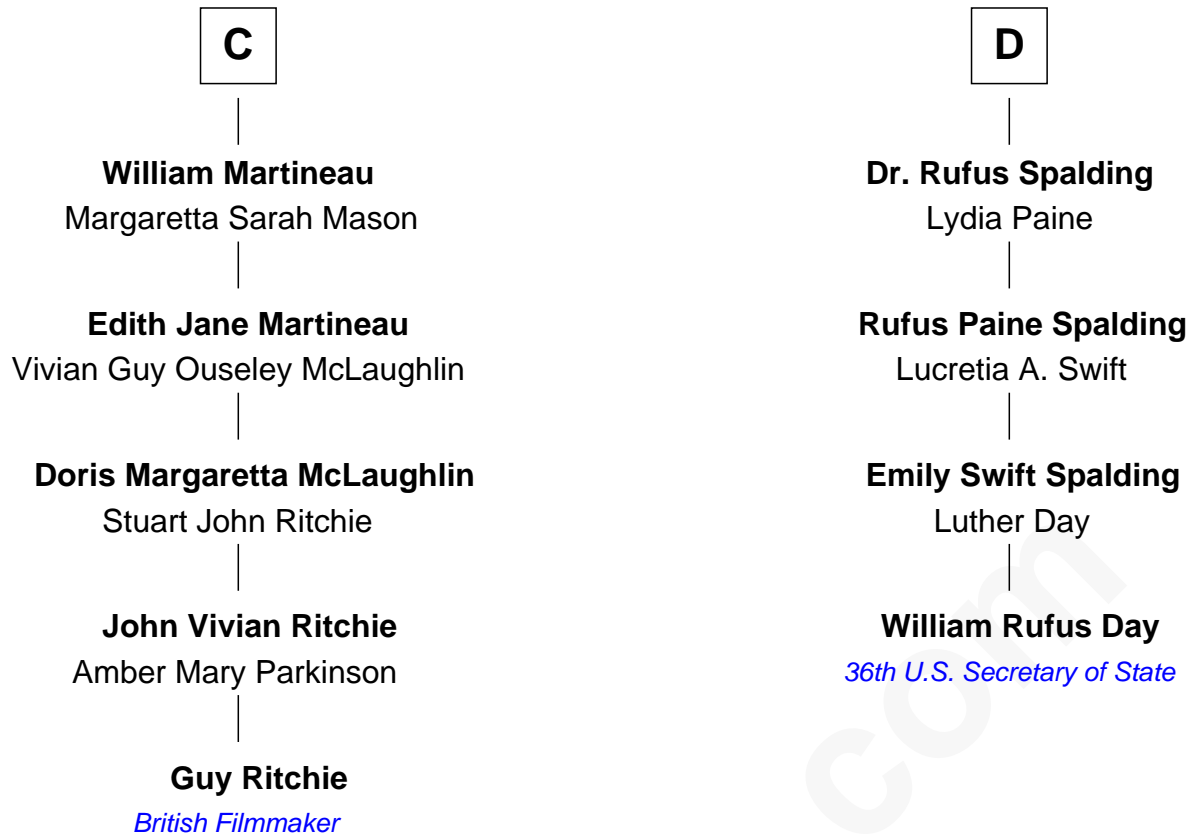 C
William Martineau
Margaretta Sarah Mason
Edith Jane Martineau
Vivian Guy Ouseley McLaughlin
Doris Margaretta McLaughlin
Stuart John Ritchie
John Vivian Ritchie
Amber Mary Parkinson
Guy Ritchie
British Filmmaker
D
Dr. Rufus Spalding
Lydia Paine
Rufus Paine Spalding
Lucretia A. Swift
Emily Swift Spalding
Luther Day
William Rufus Day
36th U.S. Secretary of State
com